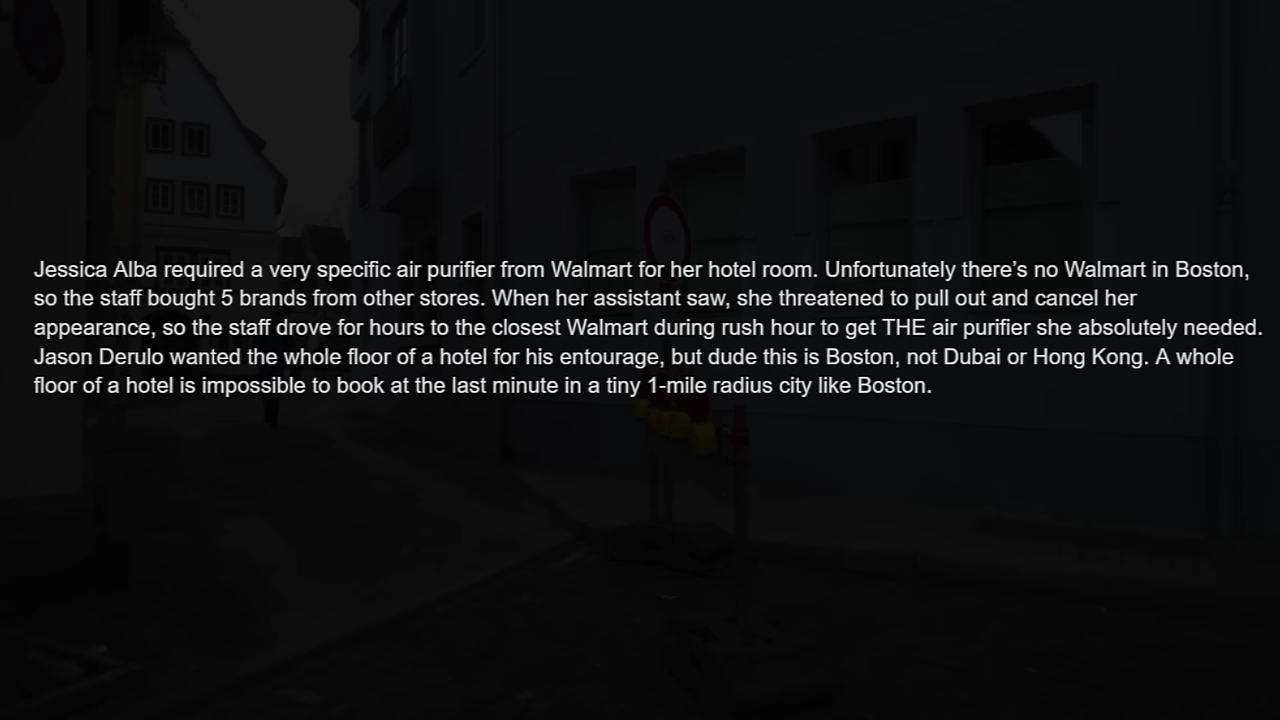 Jessica Alba required a very specific air purifier from Walmart for her hotel room. Unfortunately there’s no Walmart in Boston,
so the staff bought 5 brands from other stores. When her assistant saw, she threatened to pull out and cancel her
appearance, so the staff drove for hours to the closest Walmart during rush hour to get THE air purifier she absolutely needed.
Jason Derulo wanted the whole floor of a hotel for his entourage, but dude this is Boston, not Dubai or Hong Kong. A whole
floor of a hotel is impossible to book at the last minute in a tiny 1-mile radius city like Boston.